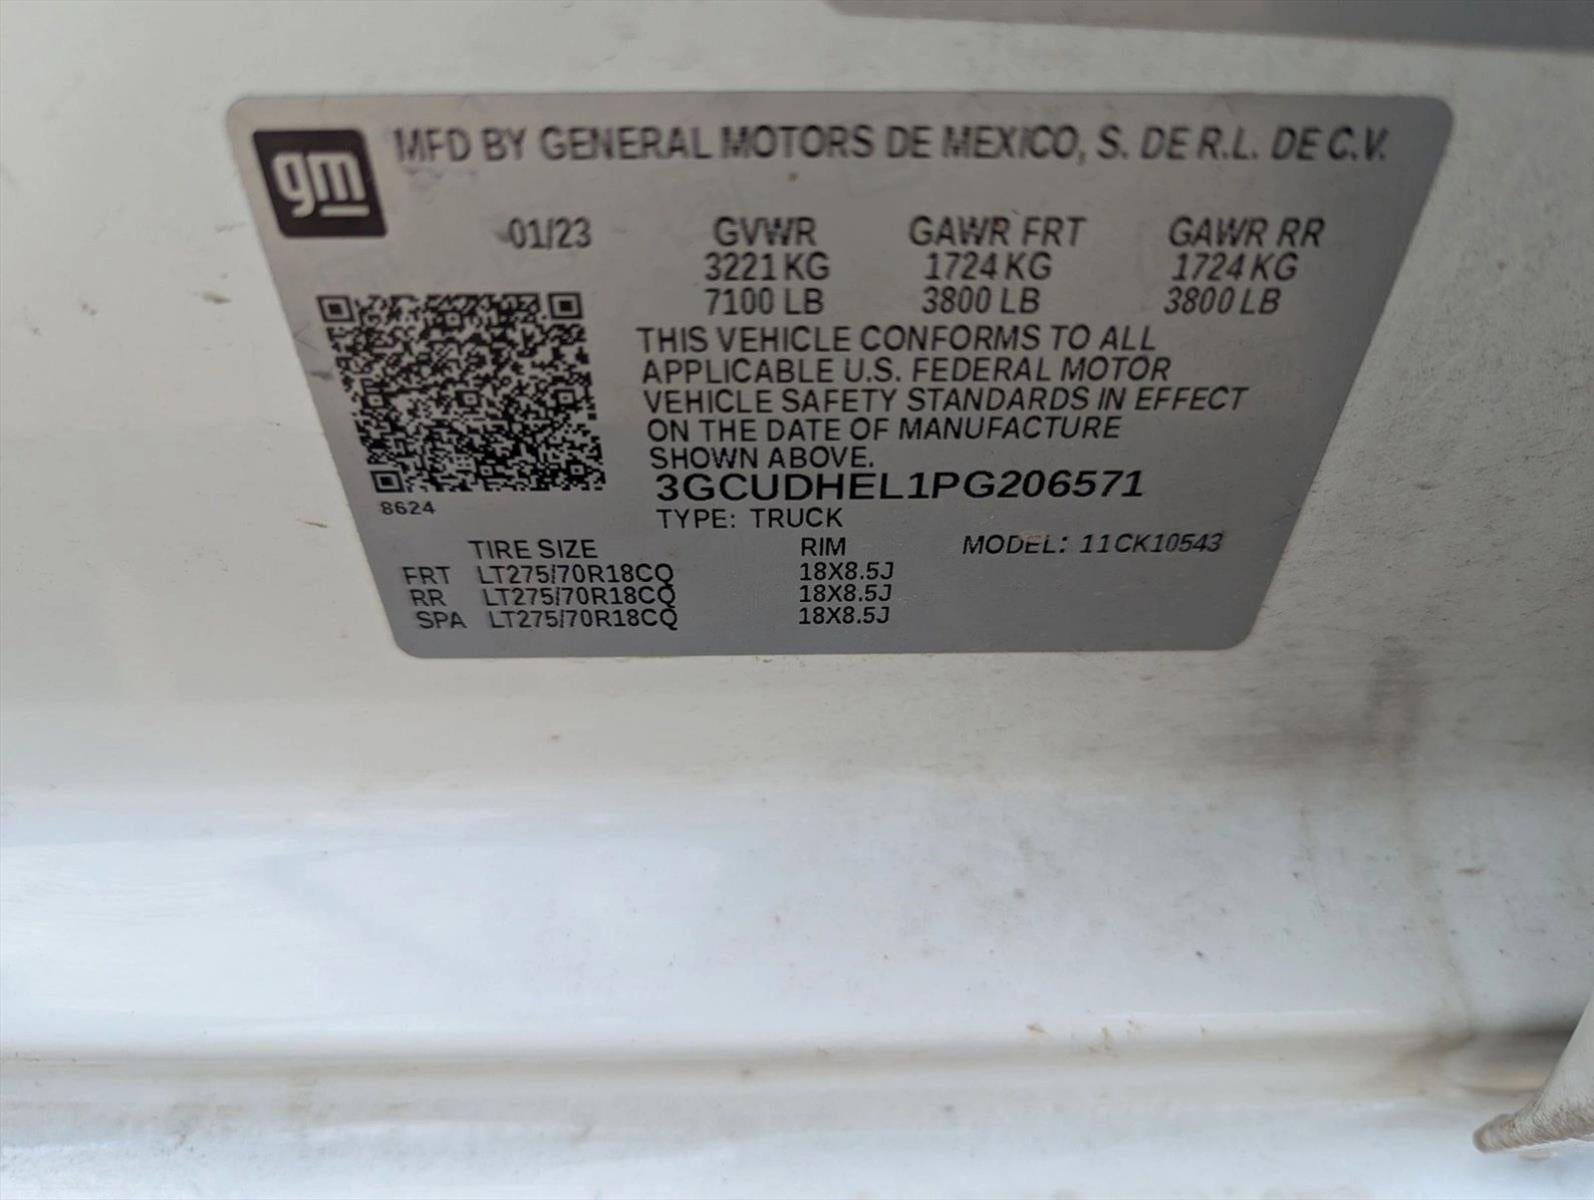 gm
MFD BY GENERAL MOTORS DE MEXICO, S. DE R.L. DE C.V.
01/23 GVWR GAWR FRT GAWR RR
3221 KG 1724 KG 1724 KG
7100 LB 3800 LB 3800 LB
THIS VEHICLE CONFORMS TO ALL
APPLICABLE U.S. FEDERAL MOTOR
VEHICLE SAFETY STANDARDS IN EFFECT
ON THE DATE OF MANUFACTURE
SHOWN ABOVE.
3GCUDHEL1PG206571
8624
TYPE: TRUCK
TIRE SIZE RIM MODEL: 11CK10543
FRT LT275/70R18CQ 18X8.5J
RR LT275/70R18CQ 18X8.5J
SPA LT275/70R18CQ 18X8.5J